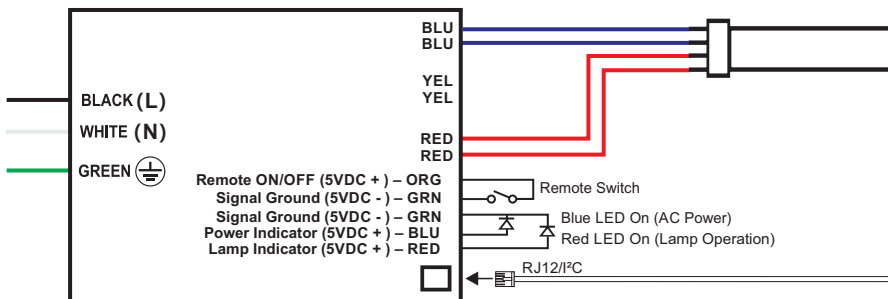 BLU
BLU
YEL
YEL
BLACK (L)
WHITE (N)
GREEN
RED
RED
Remote ON/OFF (5VDC + ) – ORG
Signal Ground (5VDC - ) – GRN
Remote Switch
Signal Ground (5VDC - ) – GRN
Power Indicator (5VDC + ) – BLU
Lamp Indicator (5VDC + ) – RED
Blue LED On (AC Power)
Red LED On (Lamp Operation)
RJ12/I²C